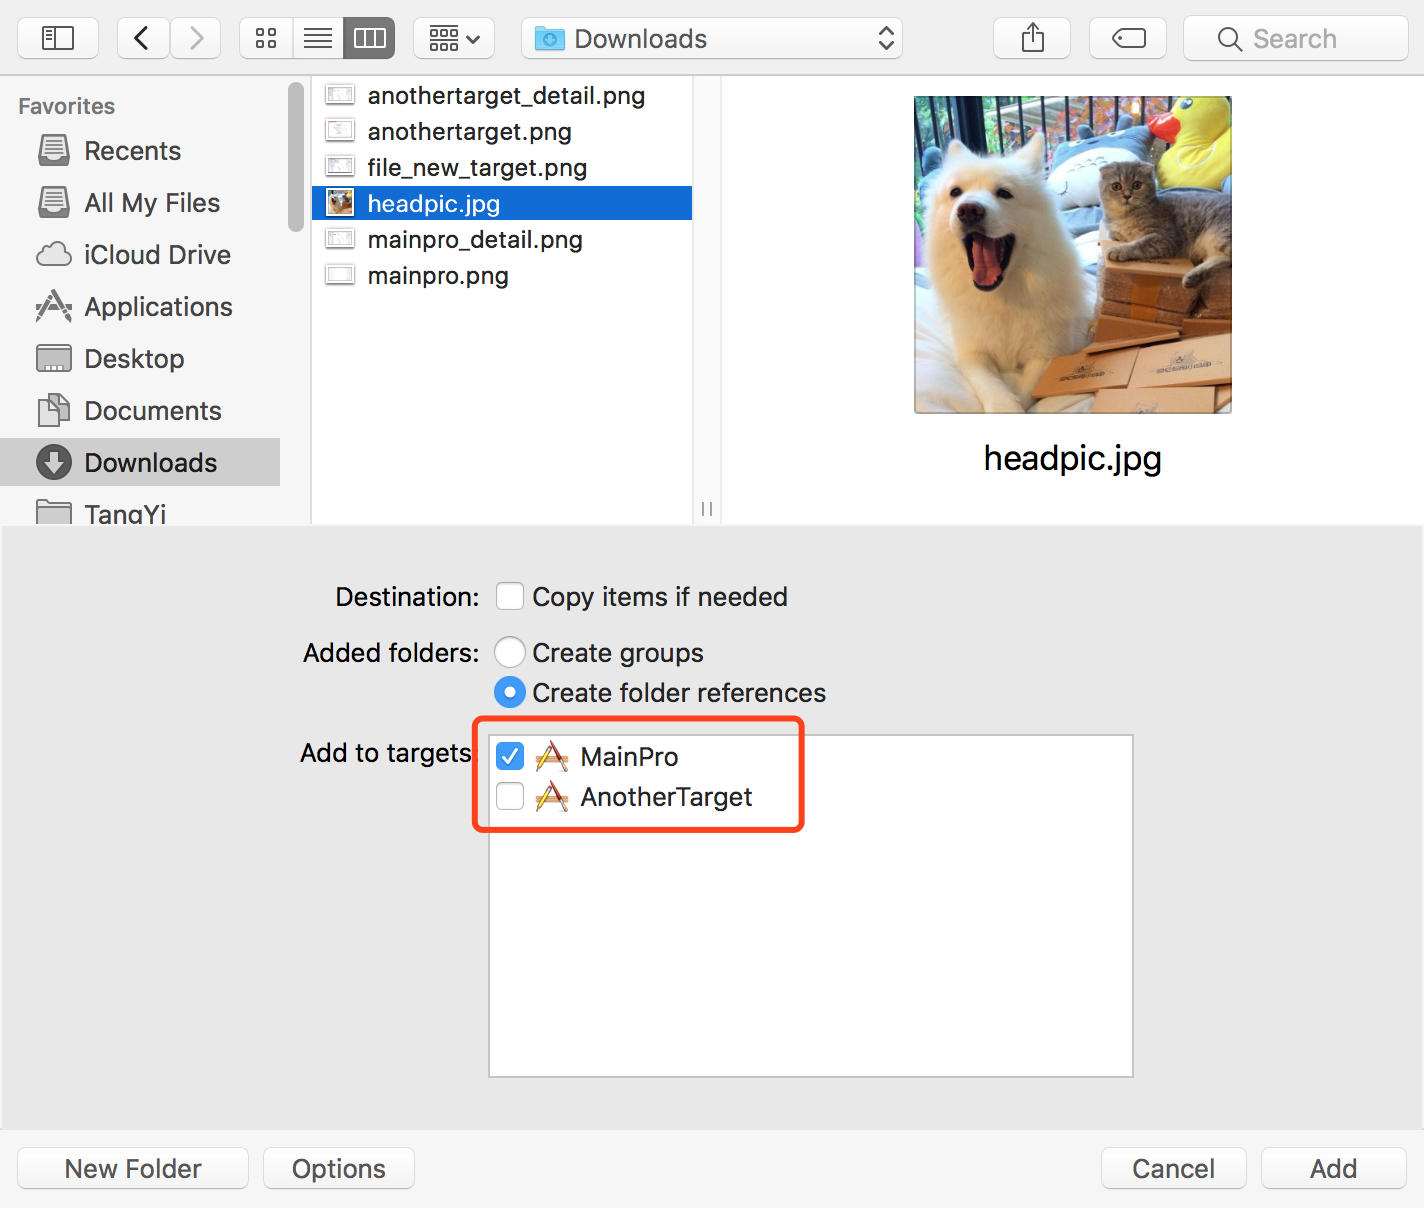 Downloads
Search
Favorites
Recents
All My Files
iCloud Drive
Applications
Desktop
Documents
Downloads
TangYi
anothertarget_detail.png
anothertarget.png
file_new_target.png
headpic.jpg
mainpro_detail.png
mainpro.png
headpic.jpg
Destination: Copy items if needed
Added folders: Create groups
Create folder references
Add to targets: MainPro
AnotherTarget
New Folder Options Cancel Add